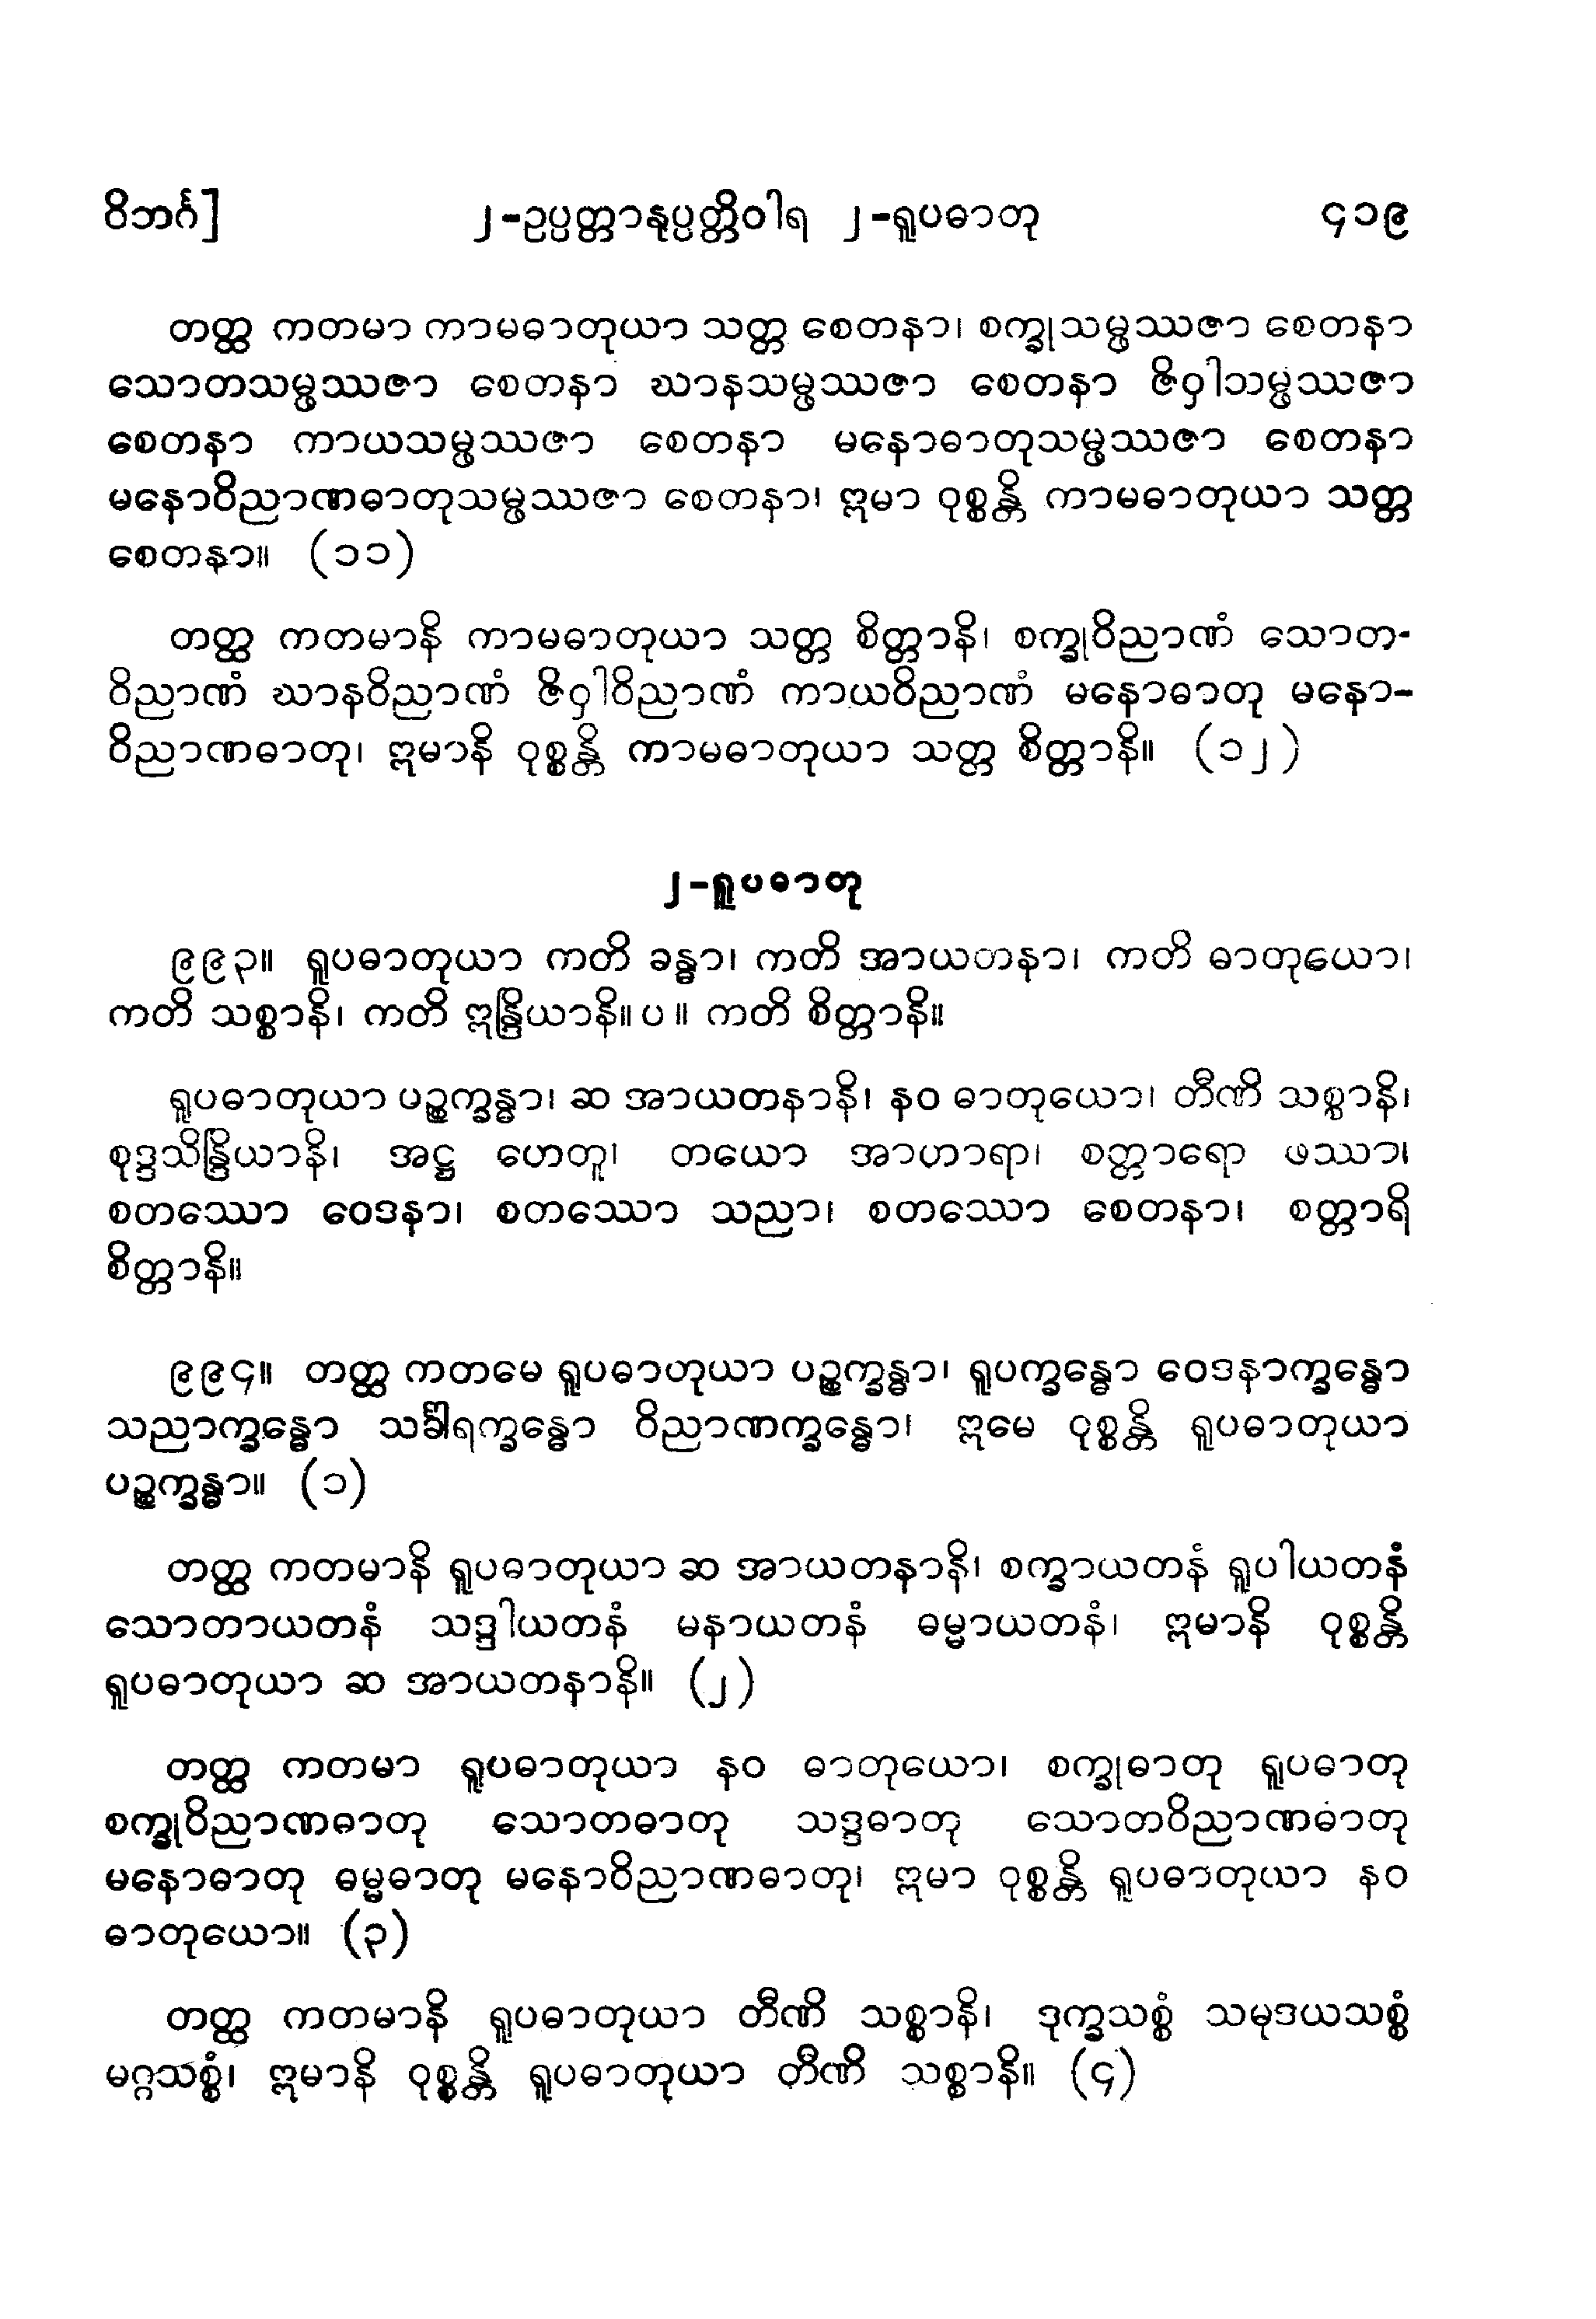 ဝိဘင်္ဂ] ၂-ဥပ္ပတ္တာနုပ္ပတ္တိဝါရ ၂-ရူပဓာတု ၄၁၉
တတ္ထ ကတမာ ကာမဓာတုယာ သတ္တ စေတနာ၊ စက္ခုသမ္ဖဿဇာ စေတနာ
သောတသမ္ဖဿဇာ စေတနာ ဃာနသမ္ဖဿဇာ စေတနာ ဇိဝှါသမ္ဖဿဇာ
စေတနာ ကာယသမ္ဖဿဇာ စေတနာ မနောဓာတုသမ္ဖဿဇာ စေတနာ
မနောဝိညာဏဓာတုသမ္ဖဿဇာ စေတနာ၊ ဣမာ ဝုစ္စန္တိ ကာမဓာတုယာ သတ္တ
စေတနာ။ (၁၁)
တတ္ထ ကတမာနိ ကာမဓာတုယာ သတ္တ စိတ္တာနိ၊ စက္ခုဝိညာဏံ သောတ-
ဝိညာဏံ ဃာနဝိညာဏံ ဇိဝှါဝိညာဏံ ကာယဝိညာဏံ မနောဓာတု မနော-
ဝိညာဏဓာတု၊ ဣမာနိ ဝုစ္စန္တိ ကာမဓာတုယာ သတ္တ စိတ္တာနိ။ (၁၂)
၂-ရူပဓာတု
၉၉၃။ ရူပဓာတုယာ ကတိ ခန္ဓာ၊ ကတိ အာယတနာ၊ ကတိ ဓာတုယော၊
ကတိ သစ္စာနိ၊ ကတိ ဣန္ဒြိယာနိ။ပ။ ကတိ စိတ္တာနိ။
ရူပဓာတုယာ ပဉ္စက္ခန္ဓာ၊ ဆ အာယတနာနိ၊ နဝ ဓာတုယော၊ တီဏိ သစ္စာနိ၊
စုဒ္ဒသိန္ဒြိယာနိ၊ အဋ္ဌ ဟေတူ၊ တယော အာဟာရာ၊ စတ္တာရော ဖဿာ၊
စတဿော ဝေဒနာ၊ စတဿော သညာ၊ စတဿော စေတနာ၊ စတ္တာရိ
စိတ္တာနိ။
၉၉၄။ တတ္ထ ကတမေ ရူပဓာတုယာ ပဉ္စက္ခန္ဓာ၊ ရူပက္ခန္ဓော ဝေဒနာက္ခန္ဓော
သညာက္ခန္ဓော သင်္ခါရက္ခန္ဓော ဝိညာဏက္ခန္ဓော၊ ဣမေ ဝုစ္စန္တိ ရူပဓာတုယာ
ပဉ္စက္ခန္ဓာ။ (၁)
တတ္ထ ကတမာနိ ရူပဓာတုယာ ဆ အာယတနာနိ၊ စက္ခာယတနံ ရူပါယတနံ
သောတာယတနံ သဒ္ဒါယတနံ မနာယတနံ ဓမ္မာယတနံ၊ ဣမာနိ ဝုစ္စန္တိ
ရူပဓာတုယာ ဆ အာယတနာနိ။ (၂)
တတ္ထ ကတမာ ရူပဓာတုယာ နဝ ဓာတုယော၊ စက္ခုဓာတု ရူပဓာတု
စက္ခုဝိညာဏဓာတု သောတဓာတု သဒ္ဒဓာတု သောတဝိညာဏဓာတု
မနောဓာတု ဓမ္မဓာတု မနောဝိညာဏဓာတု၊ ဣမာ ဝုစ္စန္တိ ရူပဓာတုယာ နဝ
ဓာတုယော။ (၃)
တတ္ထ ကတမာနိ ရူပဓာတုယာ တီဏိ သစ္စာနိ၊ ဒုက္ခသစ္စံ သမုဒယသစ္စံ
မဂ္ဂသစ္စံ၊ ဣမာနိ ဝုစ္စန္တိ ရူပဓာတုယာ တီဏိ သစ္စာနိ။ (၄)